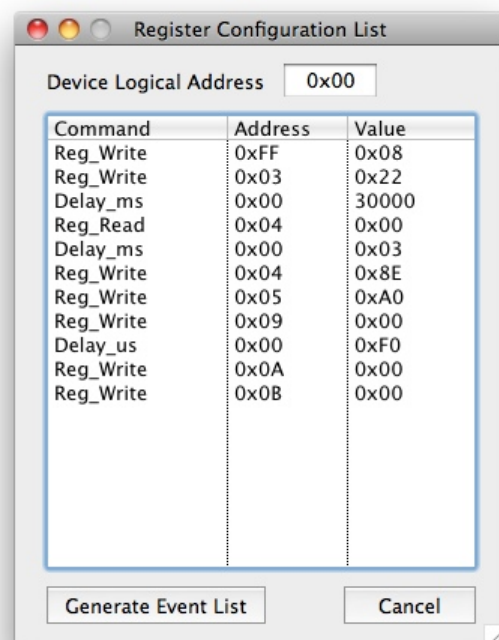 Register Configuration List
Device Logical Address 0x00
Command Address Value
Reg_Write 0xFF 0x08
Reg_Write 0x03 0x22
Delay_ms 0x00 30000
Reg_Read 0x04 0x00
Delay_ms 0x00 0x03
Reg_Write 0x04 0x8E
Reg_Write 0x05 0xA0
Reg_Write 0x09 0x00
Delay_us 0x00 0xF0
Reg_Write 0x0A 0x00
Reg_Write 0x0B 0x00
Generate Event List Cancel